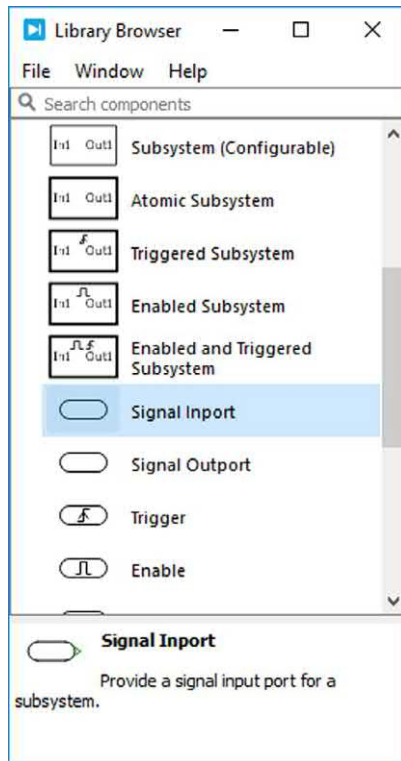 Library Browser
File Window Help
Search components
In1 Out1 Subsystem (Configurable)
In1 Out1 Atomic Subsystem
In1 Out1 Triggered Subsystem
In1 Out1 Enabled Subsystem
In1 Out1 Enabled and Triggered
Subsystem
Signal Inport
Signal Outport
Trigger
Enable
Signal Inport
Provide a signal input port for a
subsystem.